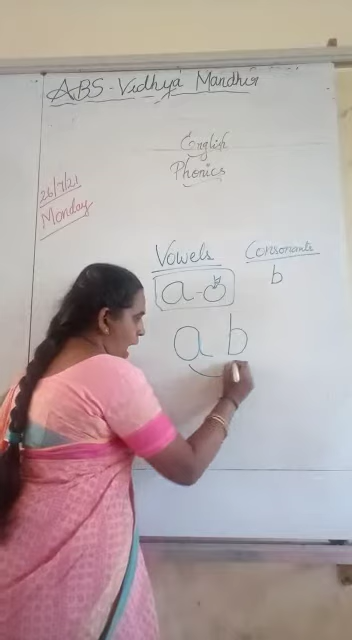 ABS-Vidhya Mandhir
English
Phonics
26/7/21
Monday
Vowels
Consonants
a -
b
a b